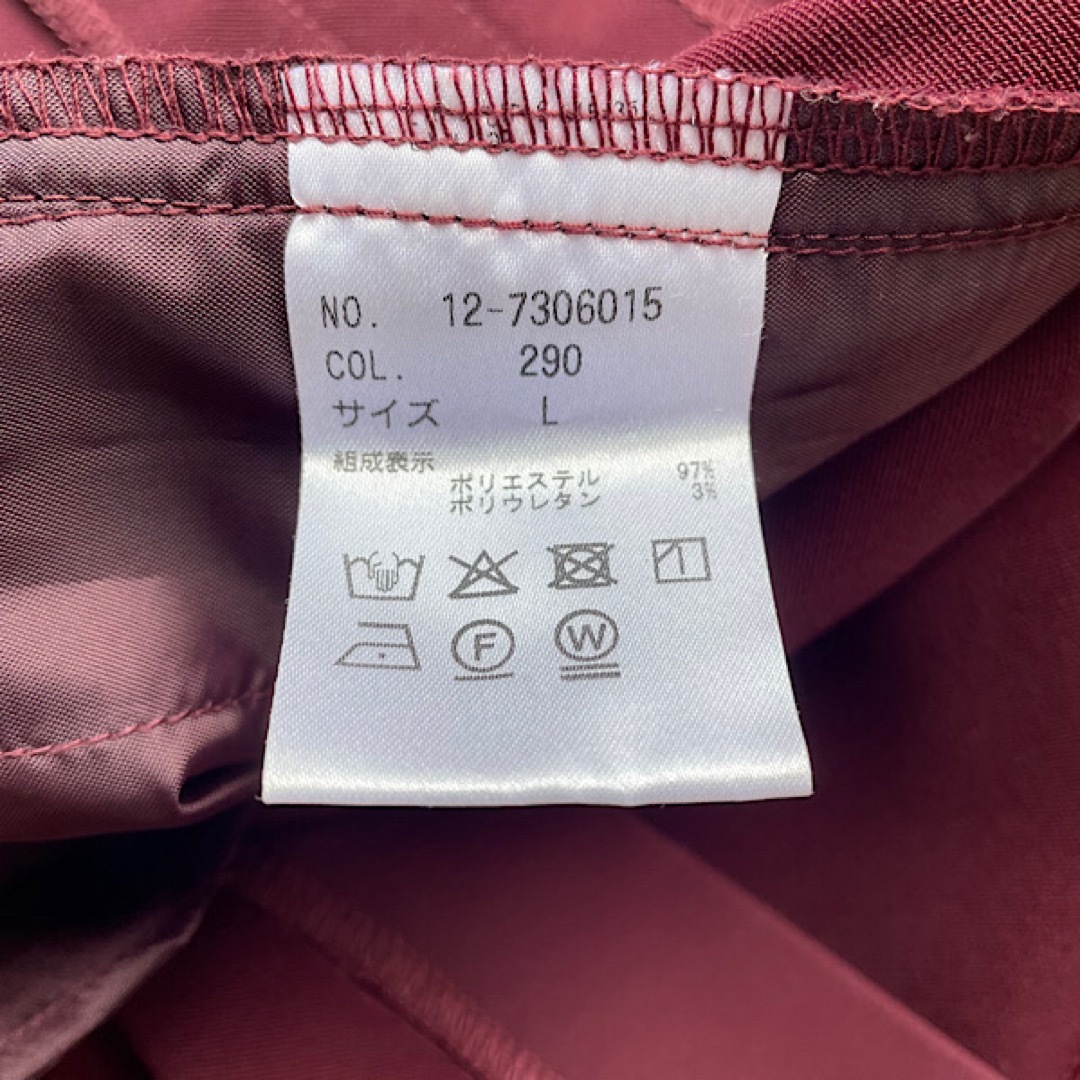 NO. 12-7306015
COL. 290
サイズ L
組成表示
ポリエステル 97%
ポリウレタン 3%
F W